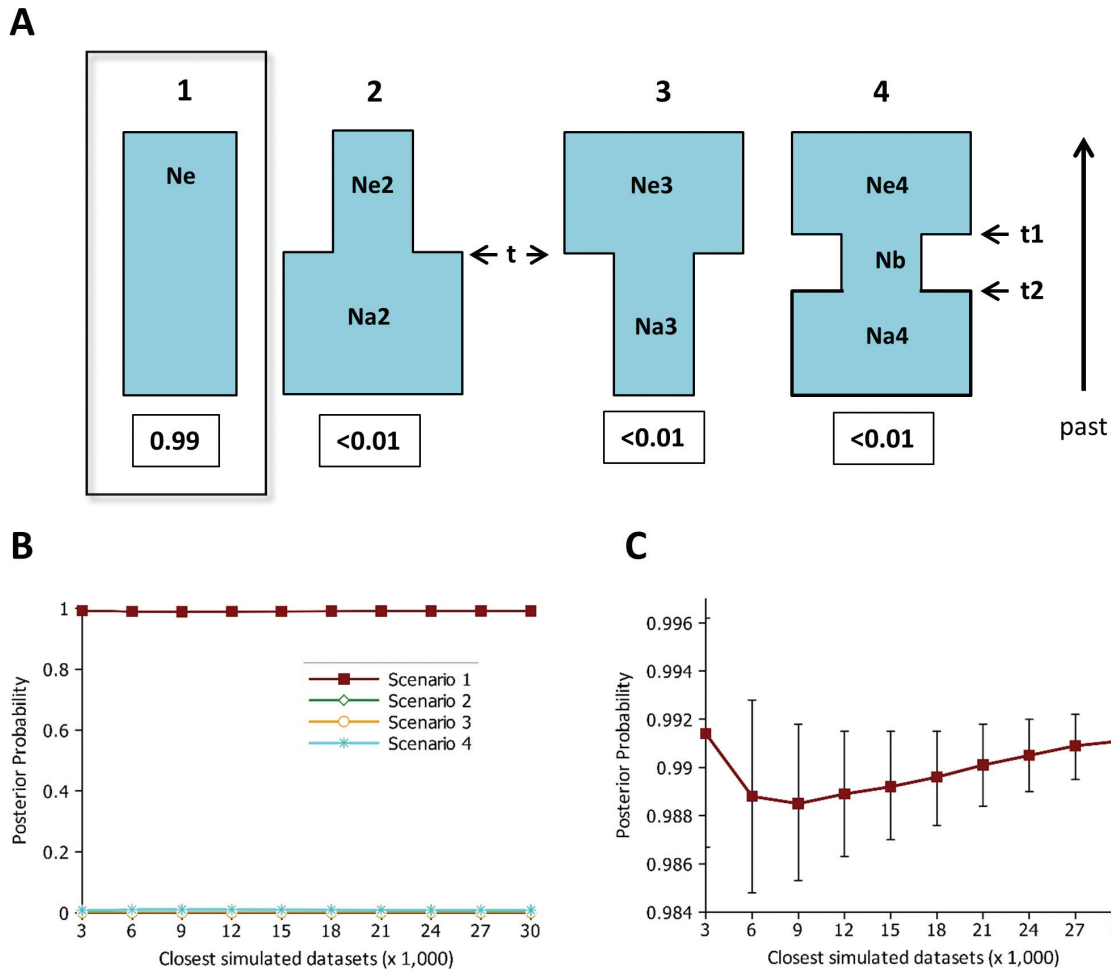 A
1 2 3 4
Ne
Ne2
Na2
t
Ne3
Na3
Ne4
Nb
Na4
t1
t2
past
0.99 <0.01 <0.01 <0.01
B
Posterior Probability
1
0.8
0.6
0.4
0.2
0
Scenario 1
Scenario 2
Scenario 3
Scenario 4
3 6 9 12 15 18 21 24 27 30
Closest simulated datasets (x 1,000)
C
Posterior Probability
0.996
0.994
0.992
0.99
0.988
0.986
0.984
3 6 9 12 15 18 21 24 27
Closest simulated datasets (x 1,000)